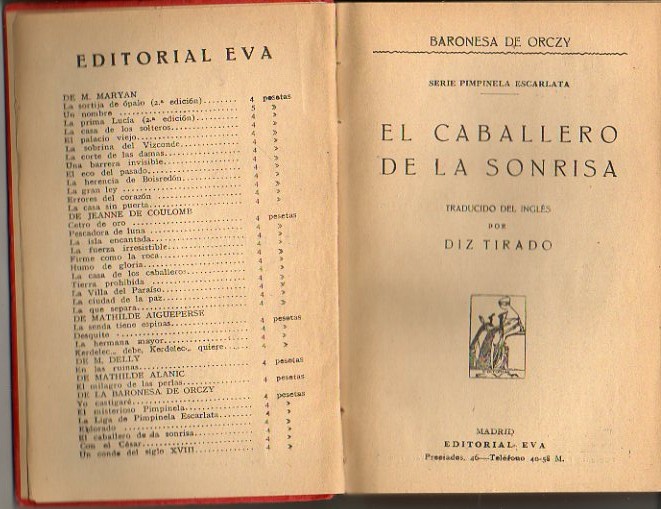 EDITORIAL EVA
DE M. MARYAN
La sortija de ópalo (2.ª edición)........ 4 pesetas
Un nombre ............................ 5 »
La prima Lucía (2.ª edición)........ 4 »
La casa de los solteros............... 4 »
El palacio viejo....................... 4 »
La sobrina del Vizconde............ 4 »
La corte de las damas............... 4 »
Una barrera invisible................ 4 »
El eco del pasado..................... 4 »
La herencia de Boisredón........... 4 »
La gran ley ........................... 4 »
Errores del corazón .................. 4 »
La casa sin puerta.................... 4 »
DE JEANNE DE COULOMB
Cetro de oro .......................... 4 pesetas
Pescadora de luna ................... 4 »
La isla encantada..................... 4 »
La fuerza irresistible................. 4 »
Firme como la roca.................. 4 »
Humo de gloria....................... 4 »
La casa de los caballeros............ 4 »
Tierra prohibida ..................... 4 »
La Villa del Paraíso................... 4 »
La ciudad de la paz.................. 4 »
La que separa......................... 4 »
DE MATHILDE AIGUEPERSE
La senda tiene espinas.............. 4 pesetas
Desquite .............................. 4 »
La hermana mayor.................. 4 »
Kerdelec... debe, Kerdelec... quiere...... 4 »
DE M. DELLY
En las ruinas.......................... 4 pesetas
DE MATHILDE ALANIC
El milagro de las perlas.............. 4 pesetas
DE LA BARONESA DE ORCZY
Yo castigaré........................... 4 pesetas
El misterioso Pimpinela.............. 4 »
La Liga de Pimpinela Escarlata...... 4 »
Eldorado .............................. 4 »
El caballero de da sonrisa........... 4 »
Con el César.......................... 4 »
Un conde del siglo XVIII............ 4 »
BARONESA DE ORCZY
SERIE PIMPINELA ESCARLATA
EL CABALLERO
DE LA SONRISA
TRADUCIDO DEL INGLÉS
POR
DIZ TIRADO
MADRID
EDITORIAL EVA
Preciados, 46—Teléfono 40-58 M.